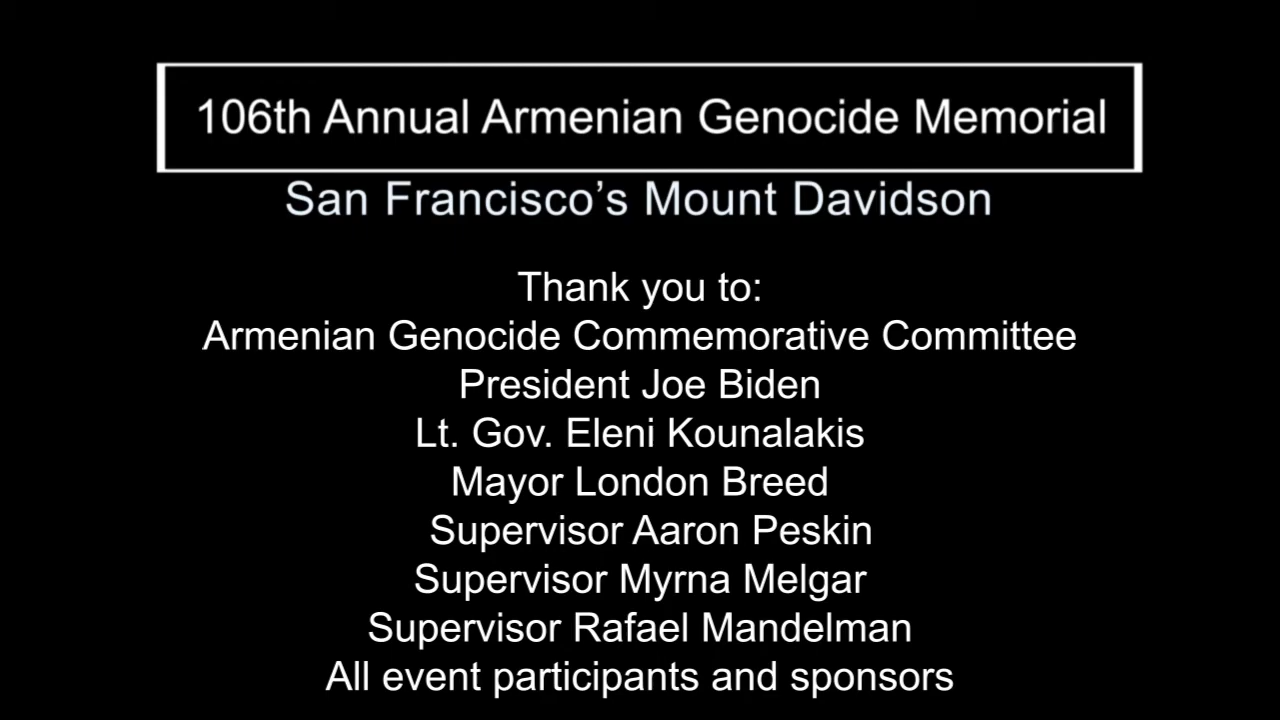 106th Annual Armenian Genocide Memorial
San Francisco’s Mount Davidson
Thank you to:
Armenian Genocide Commemorative Committee
President Joe Biden
Lt. Gov. Eleni Kounalakis
Mayor London Breed
Supervisor Aaron Peskin
Supervisor Myrna Melgar
Supervisor Rafael Mandelman
All event participants and sponsors